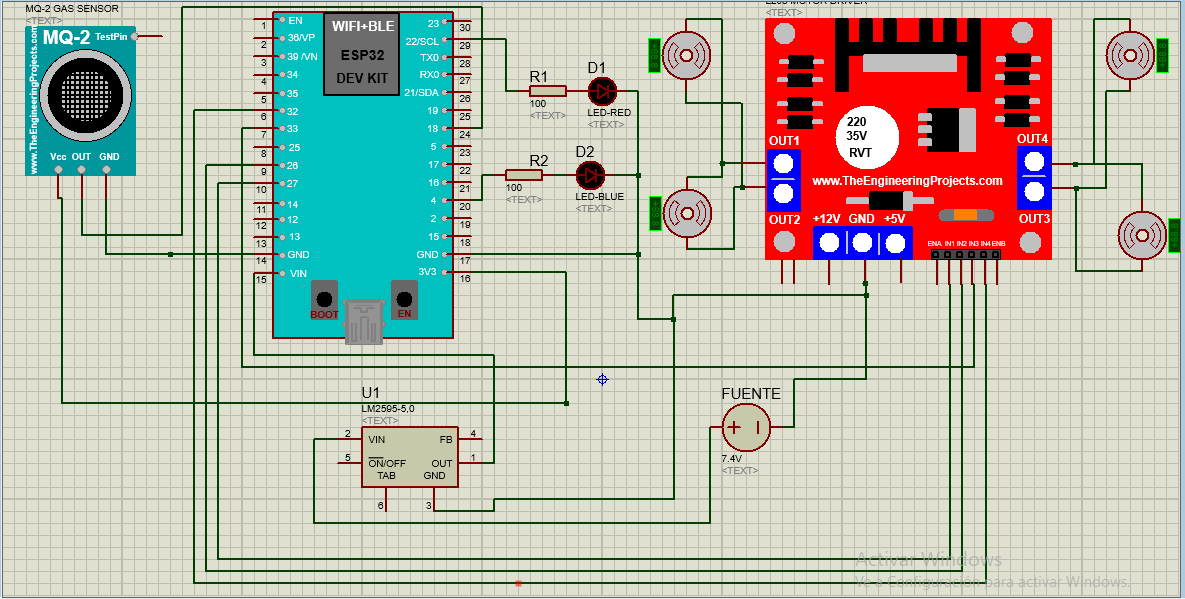 MQ-2 GAS SENSOR
<TEXT>
MQ-2
TestPin
www.TheEngineeringProjects.com
Vcc OUT GND
WIFI+BLE
ESP32
DEV KIT
1 EN
2 36/VP
3 39 /VN
4 34
5 35
6 32
7 33
8 25
9 26
10 27
11 14
12 12
13 13
14 GND
15 VIN
23 30
22/SCL 29
TX0 28
RX0 27
21/SDA 26
19 25
18 24
5 23
17 22
16 21
4 20
2 19
15 18
GND 17
3V3 16
BOOT
EN
R1
100
<TEXT>
D1
LED-RED
<TEXT>
R2
100
<TEXT>
D2
LED-BLUE
<TEXT>
<TEXT>
220
35V
RVT
OUT1
OUT2
OUT4
OUT3
www.TheEngineeringProjects.com
+12V GND +5V
ENA IN1 IN2 IN3 IN4 ENB
U1
LM2595-5,0
<TEXT>
2 VIN
5 ON/OFF
TAB
6
FB 4
OUT 1
GND
3
FUENTE
+
7.4V
<TEXT>
Activar Windows
Ve a Configuración para activar Windows.